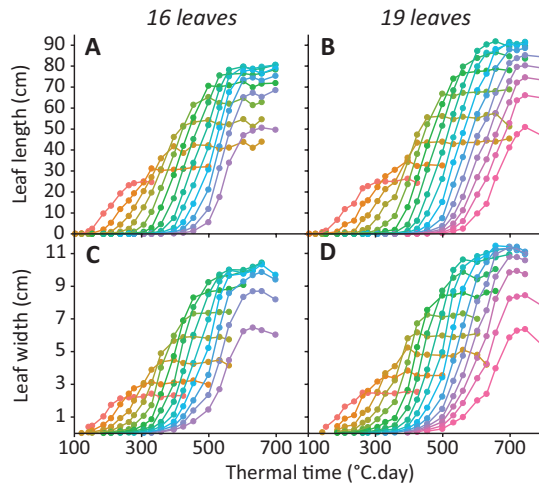 16 leaves 19 leaves
A B
Leaf length (cm)
90
80
70
60
50
40
30
20
10
0
C D
Leaf width (cm)
11
9
7
5
3
1
100 300 500 700 100 300 500 700
Thermal time (°C.day)